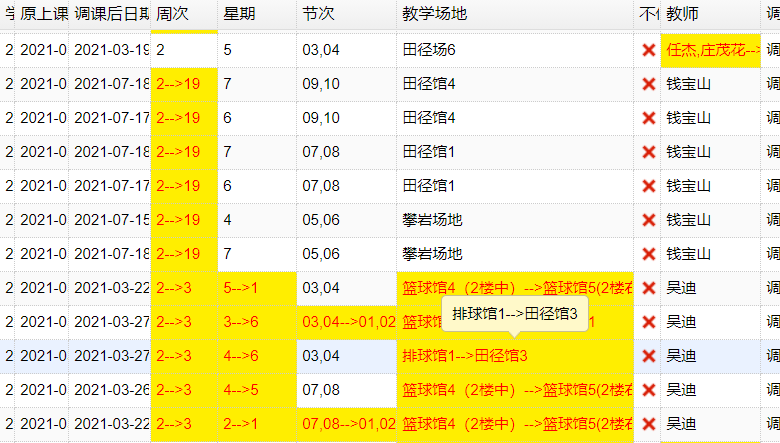 学 原上课 调课后日期 周次 星期 节次 教学场地 不 教师 调
2 2021-0 2021-03-19 2 5 03,04 田径场6 任杰,庄茂花--> 调
2 2021-0 2021-07-18 2-->19 7 09,10 田径馆4 钱宝山 调
2 2021-0 2021-07-17 2-->19 6 09,10 田径馆4 钱宝山 调
2 2021-0 2021-07-18 2-->19 7 07,08 田径馆1 钱宝山 调
2 2021-0 2021-07-17 2-->19 6 07,08 田径馆1 钱宝山 调
2 2021-0 2021-07-15 2-->19 4 05,06 攀岩场地 钱宝山 调
2 2021-0 2021-07-18 2-->19 7 05,06 攀岩场地 钱宝山 调
2 2021-0 2021-03-22 2-->3 5-->1 03,04 篮球馆4（2楼中）-->篮球馆5(2楼右 吴迪 调
2 2021-0 2021-03-27 2-->3 3-->6 03,04-->01,02 篮球 1 吴迪 调
排球馆1-->田径馆3
2 2021-0 2021-03-27 2-->3 4-->6 03,04 排球馆1-->田径馆3 吴迪 调
2 2021-0 2021-03-26 2-->3 4-->5 07,08 篮球馆4（2楼中）-->篮球馆5(2楼右 吴迪 调
2 2021-0 2021-03-22 2-->3 2-->1 07,08-->01,02 篮球馆4（2楼中）-->篮球馆5(2楼右 吴迪 调